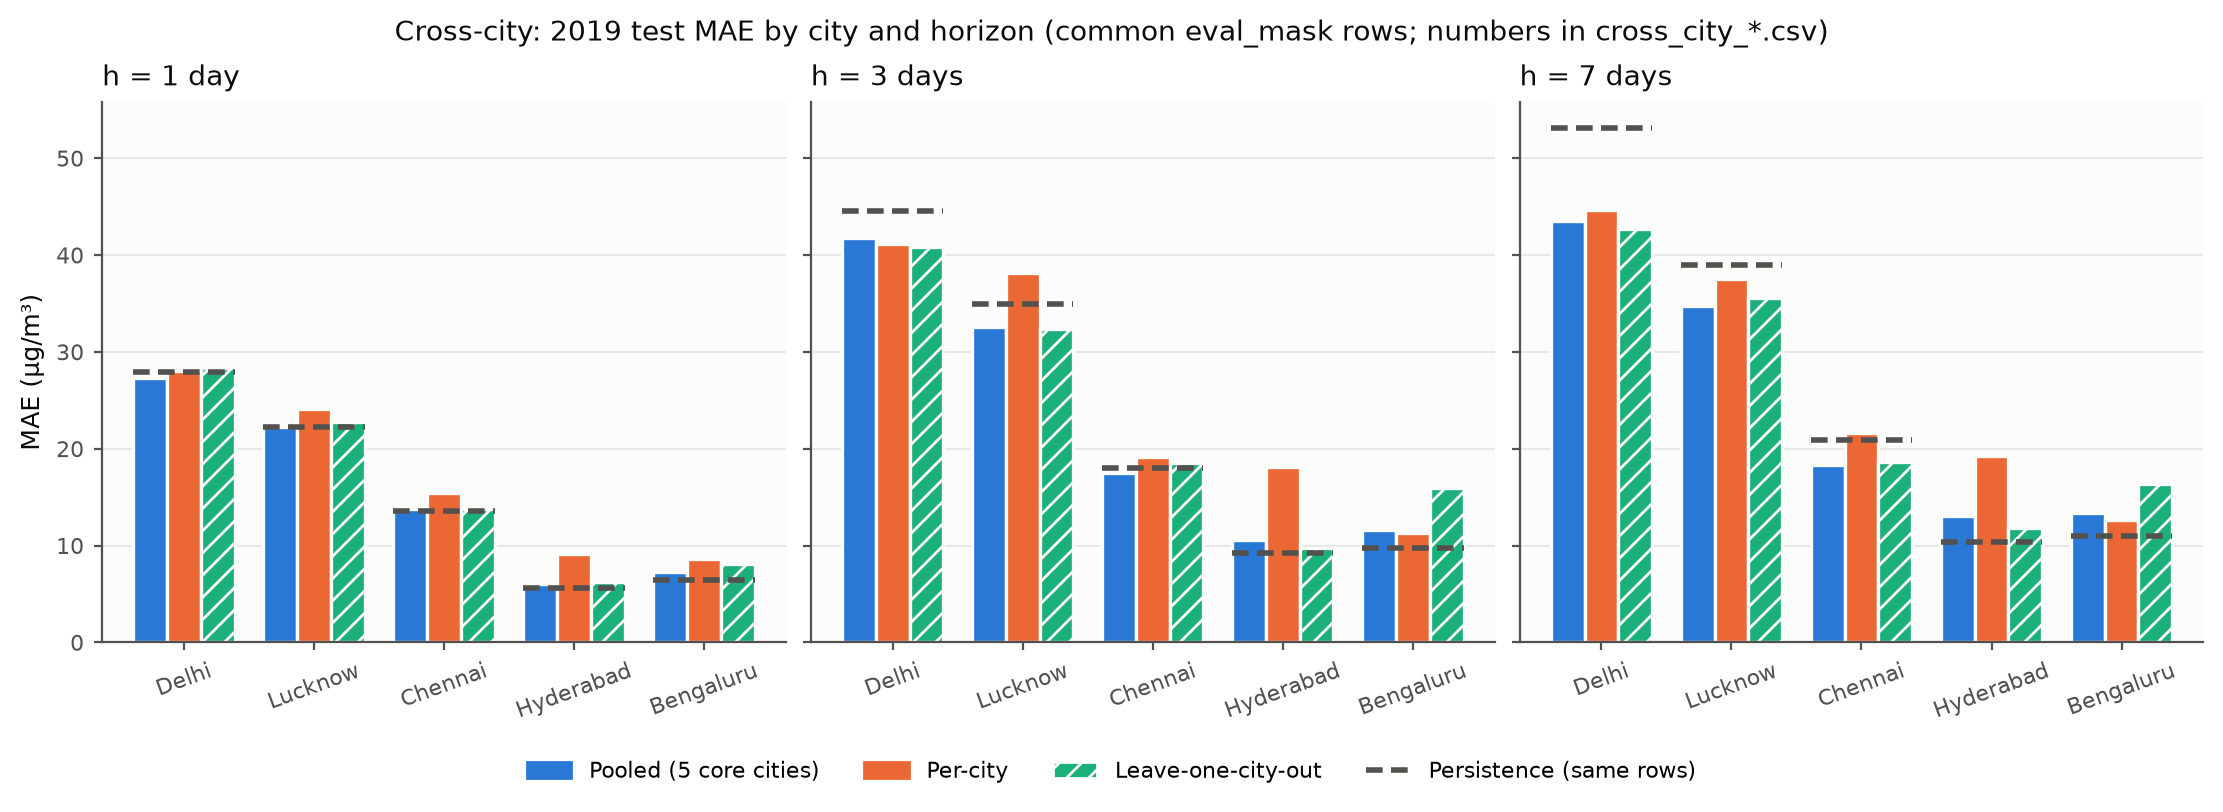 Cross-city: 2019 test MAE by city and horizon (common eval_mask rows; numbers in cross_city_*.csv)
h = 1 day
h = 3 days
h = 7 days
MAE (µg/m³)
50
40
30
20
10
0
Delhi
Lucknow
Chennai
Hyderabad
Bengaluru
Delhi
Lucknow
Chennai
Hyderabad
Bengaluru
Delhi
Lucknow
Chennai
Hyderabad
Bengaluru
Pooled (5 core cities)
Per-city
Leave-one-city-out
Persistence (same rows)